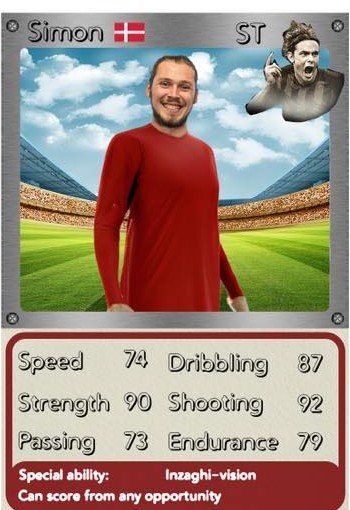 Simon ST
Speed 74 Dribbling 87
Strength 90 Shooting 92
Passing 73 Endurance 79
Special ability: Inzaghi-vision
Can score from any opportunity